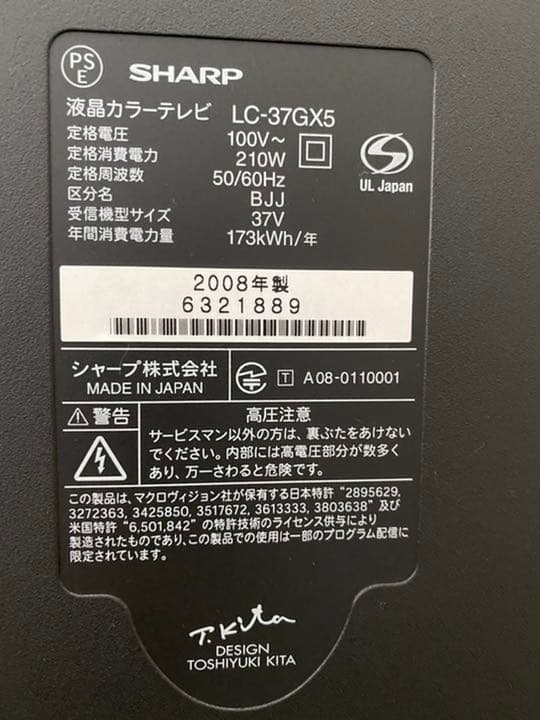 PS
E
SHARP
液晶カラーテレビ LC-37GX5
定格電圧 100V～
定格消費電力 210W
定格周波数 50/60Hz
区分名 BJJ
受信機型サイズ 37V
年間消費電力量 173kWh/年
UL Japan
2008年製
6321889
シャープ株式会社
MADE IN JAPAN
T A08-0110001
警告
高圧注意
サービスマン以外の方は、裏ぶたをあけない
でください。内部には高電圧部分が数多く
あり、万一さわると危険です。
この製品は、マクロヴィジョン社が保有する日本特許 "2895629,
3272363, 3425850, 3517672, 3613333, 3803638" 及び
米国特許 "6,501,842" の特許技術のライセンス供与により
製造されたものであり、この製品での使用は一部のプログラム配信に
限定されています。
T. Kita
DESIGN
TOSHIYUKI KITA